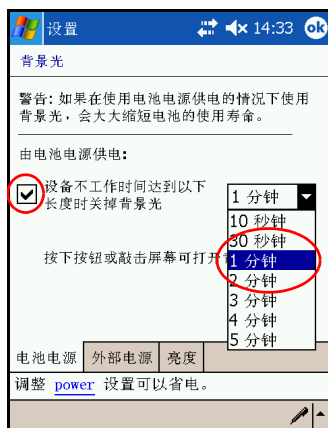 设置 14:33 ok
背景光
警告: 如果在使用电池电源供电的情况下使用
背景光，会大大缩短电池的使用寿命。
由电池电源供电:
设备不工作时间达到以下
长度时关掉背景光
1 分钟
10 秒钟
30 秒钟
1 分钟
2 分钟
3 分钟
4 分钟
5 分钟
按下按钮或敲击屏幕可打开
电池电源 外部电源 亮度
调整 power 设置可以省电。